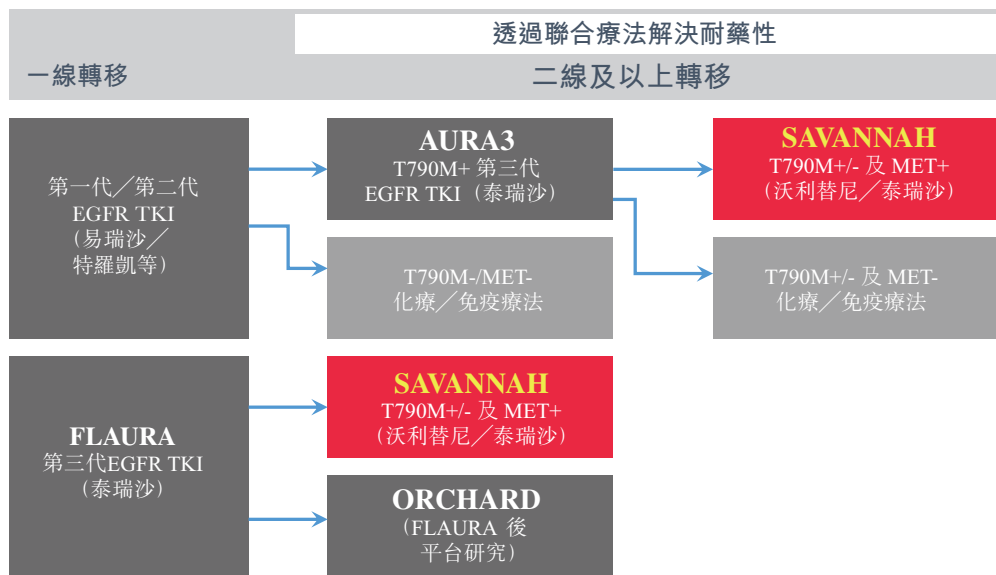 透過聯合療法解決耐藥性
一線轉移
二線及以上轉移
第一代／第二代
EGFR TKI
（易瑞沙／
特羅凱等）
AURA3
T790M+ 第三代
EGFR TKI（泰瑞沙）
SAVANNAH
T790M+/- 及 MET+
（沃利替尼／泰瑞沙）
T790M-/MET-
化療／免疫療法
T790M+/- 及 MET-
化療／免疫療法
FLAURA
第三代EGFR TKI
（泰瑞沙）
SAVANNAH
T790M+/- 及 MET+
（沃利替尼／泰瑞沙）
ORCHARD
（FLAURA 後
平台研究）